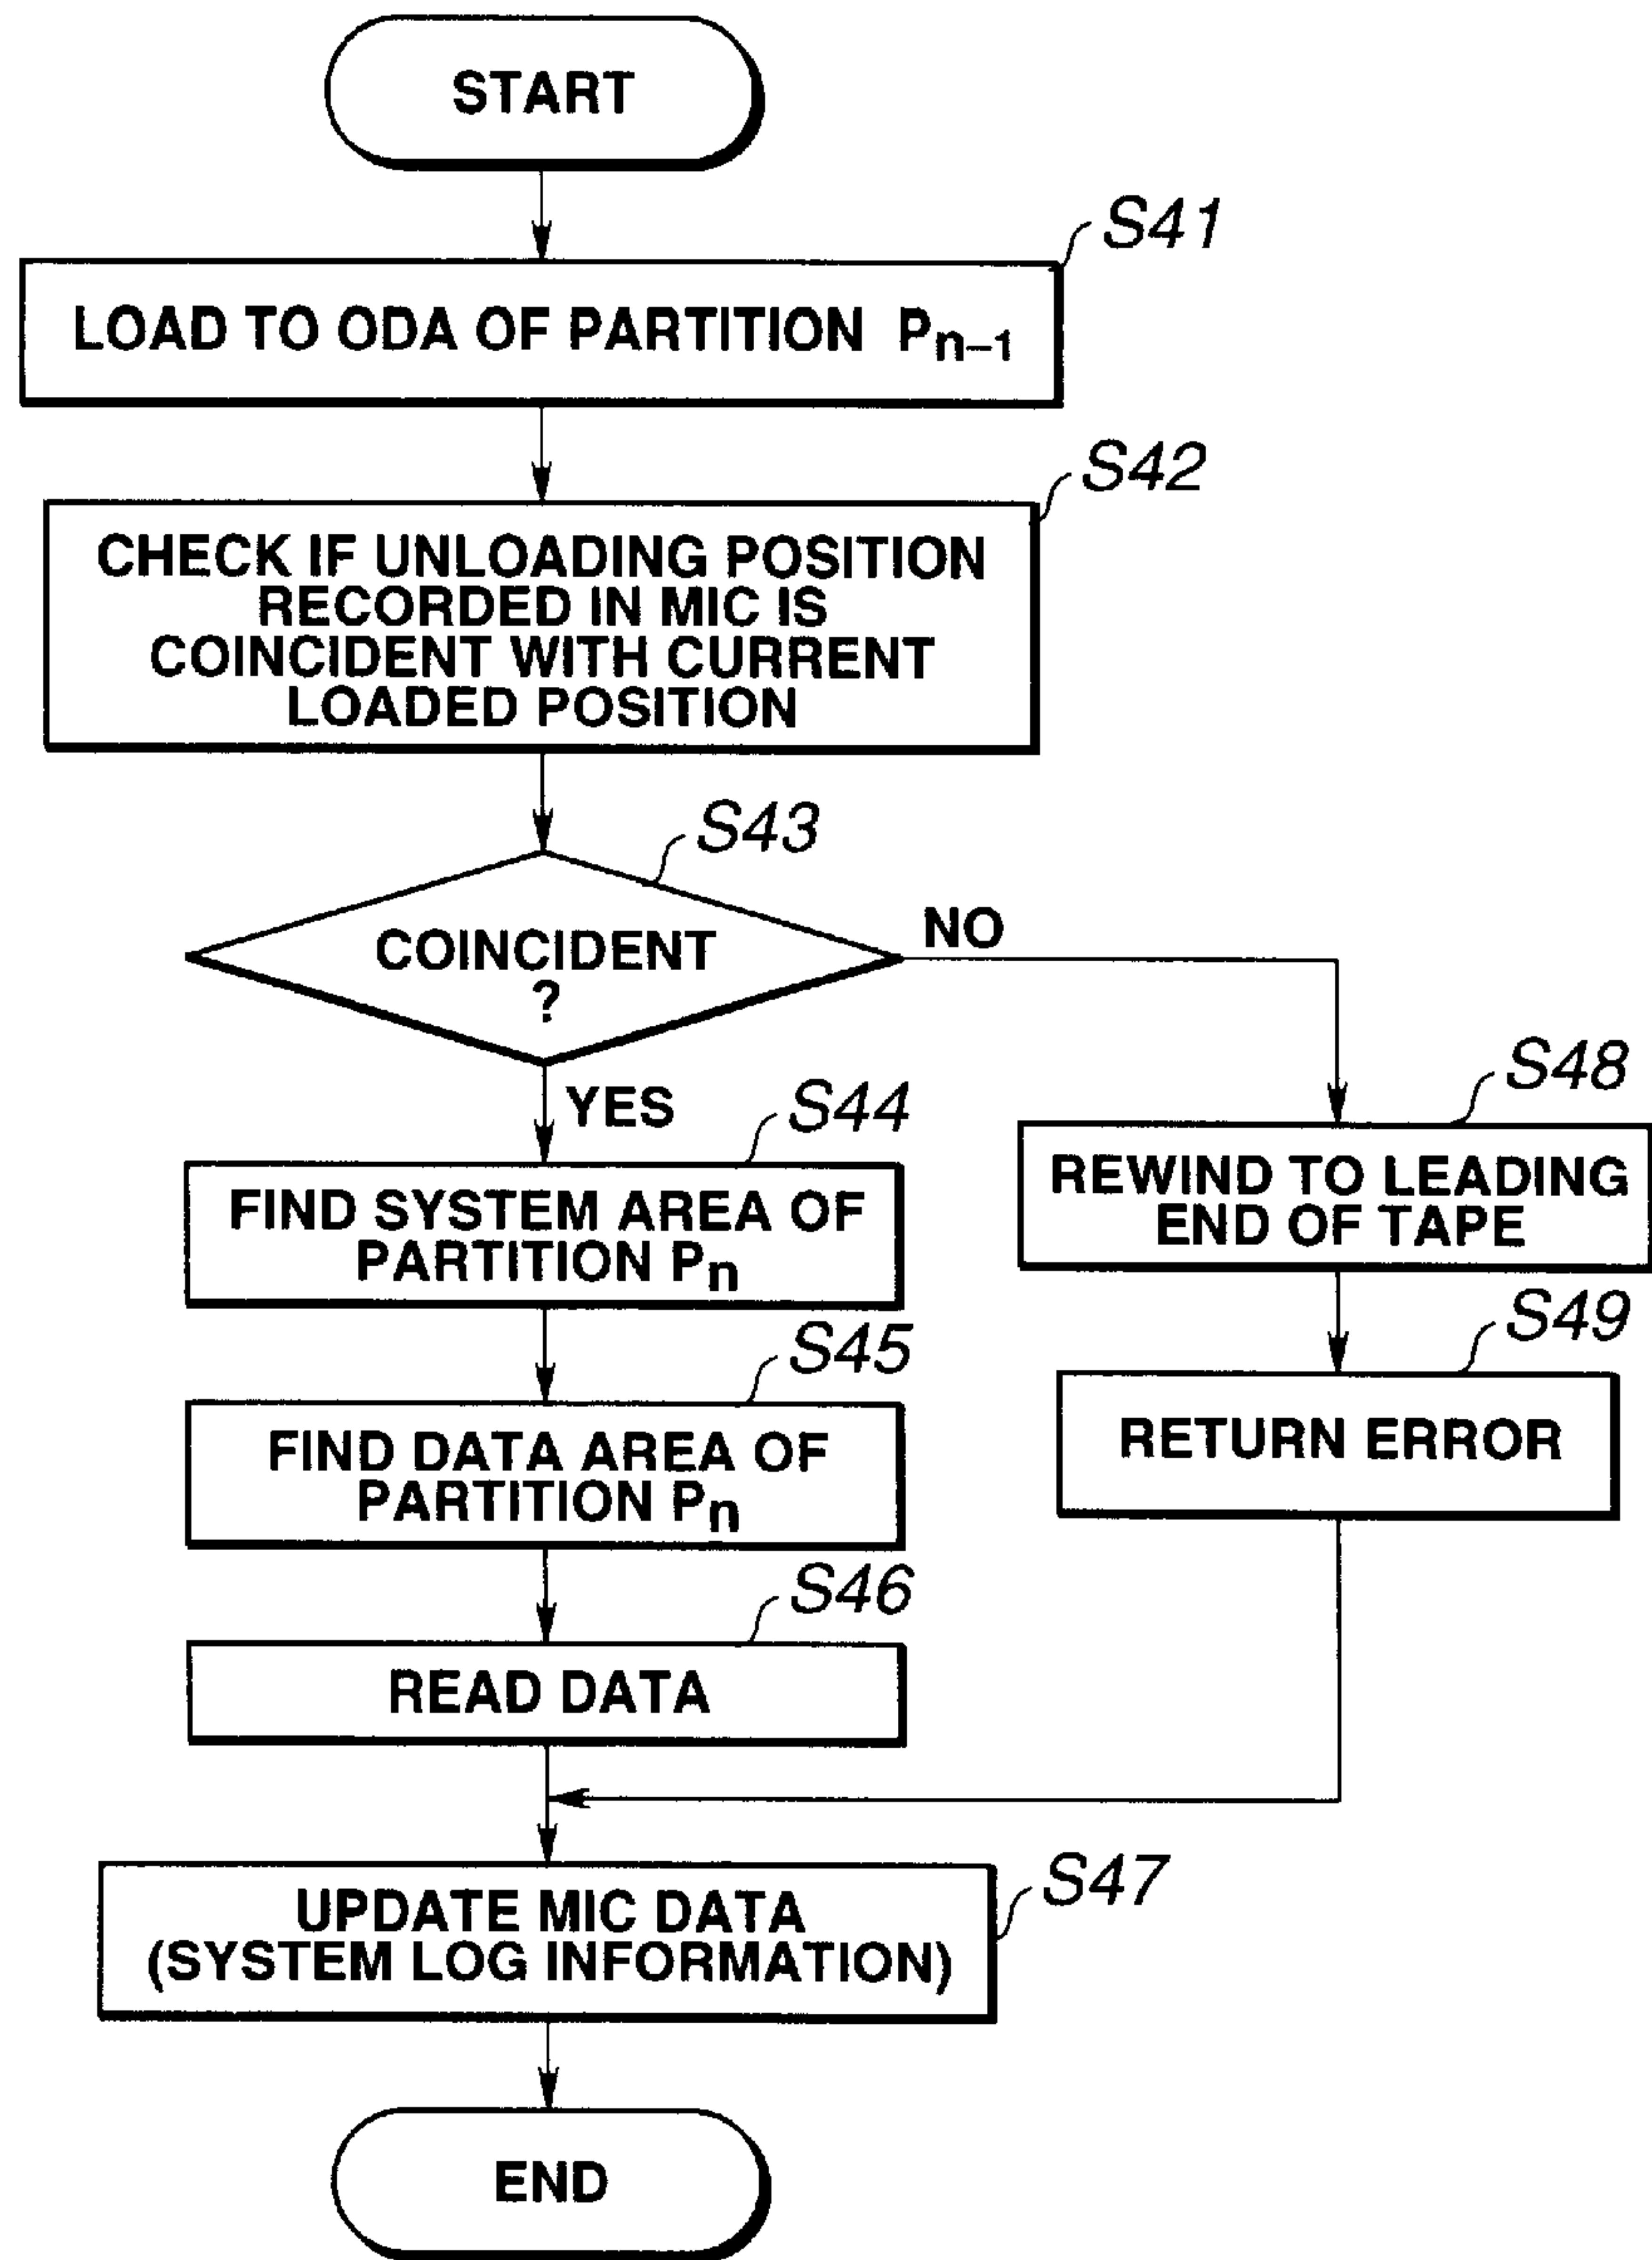 START
S41
LOAD TO ODA OF PARTITION Pn-1
S42
CHECK IF UNLOADING POSITION
RECORDED IN MIC IS
COINCIDENT WITH CURRENT
LOADED POSITION
S43
COINCIDENT
?
NO
YES
S44
FIND SYSTEM AREA OF
PARTITION Pn
S48
REWIND TO LEADING
END OF TAPE
S45
FIND DATA AREA OF
PARTITION Pn
S49
RETURN ERROR
S46
READ DATA
S47
UPDATE MIC DATA
(SYSTEM LOG INFORMATION)
END